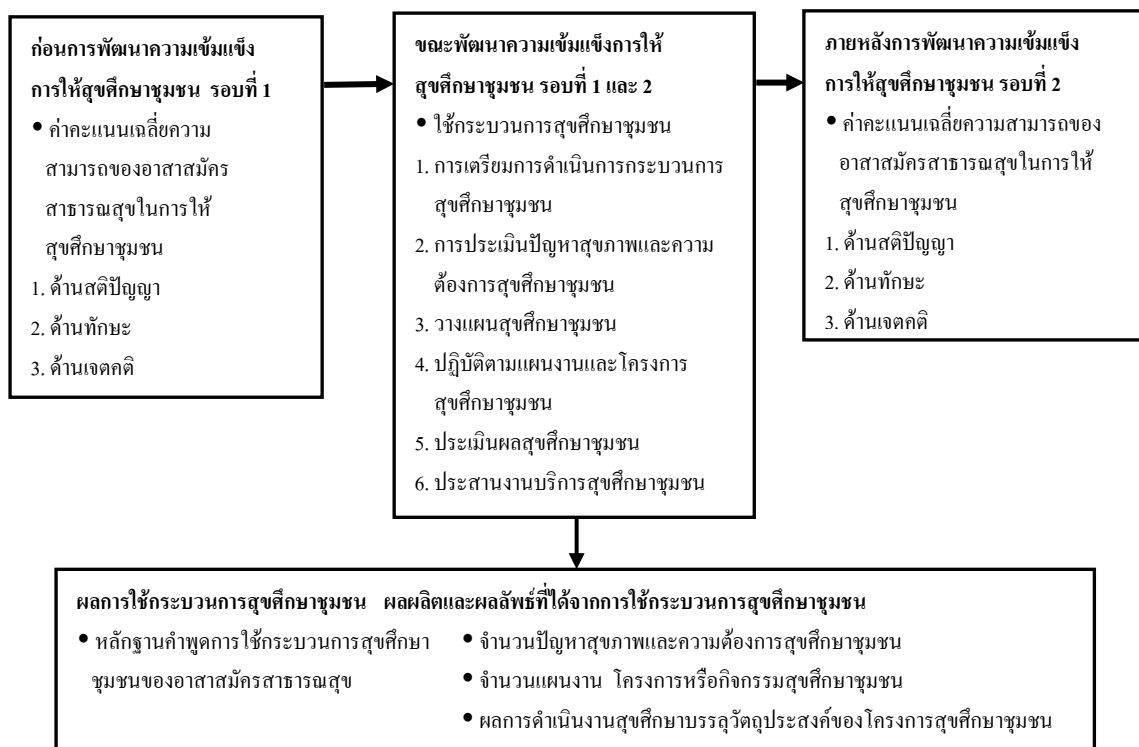 ก่อนการพัฒนาความเข้มแข็ง
การให้สุขศึกษาชุมชน รอบที่ 1
• ค่าคะแนนเฉลี่ยความ
สามารถของอาสาสมัคร
สาธารณสุขในการให้
สุขศึกษาชุมชน
1. ด้านสติปัญญา
2. ด้านทักษะ
3. ด้านเจตคติ
ขณะพัฒนาความเข้มแข็งการให้
สุขศึกษาชุมชน รอบที่ 1 และ 2
• ใช้กระบวนการสุขศึกษาชุมชน
1. การเตรียมการดำเนินการกระบวนการ
สุขศึกษาชุมชน
2. การประเมินปัญหาสุขภาพและความ
ต้องการสุขศึกษาชุมชน
3. วางแผนสุขศึกษาชุมชน
4. ปฏิบัติตามแผนงานและโครงการ
สุขศึกษาชุมชน
5. ประเมินผลสุขศึกษาชุมชน
6. ประสานงานบริการสุขศึกษาชุมชน
ภายหลังการพัฒนาความเข้มแข็ง
การให้สุขศึกษาชุมชน รอบที่ 2
• ค่าคะแนนเฉลี่ยความสามารถของ
อาสาสมัครสาธารณสุขในการให้
สุขศึกษาชุมชน
1. ด้านสติปัญญา
2. ด้านทักษะ
3. ด้านเจตคติ
ผลการใช้กระบวนการสุขศึกษาชุมชน ผลผลิตและผลลัพธ์ที่ได้จากการใช้กระบวนการสุขศึกษาชุมชน
• หลักฐานคำพูดการใช้กระบวนการสุขศึกษา
ชุมชนของอาสาสมัครสาธารณสุข
• จำนวนปัญหาสุขภาพและความต้องการสุขศึกษาชุมชน
• จำนวนแผนงาน โครงการหรือกิจกรรมสุขศึกษาชุมชน
• ผลการดำเนินงานสุขศึกษาบรรลุวัตถุประสงค์ของโครงการสุขศึกษาชุมชน